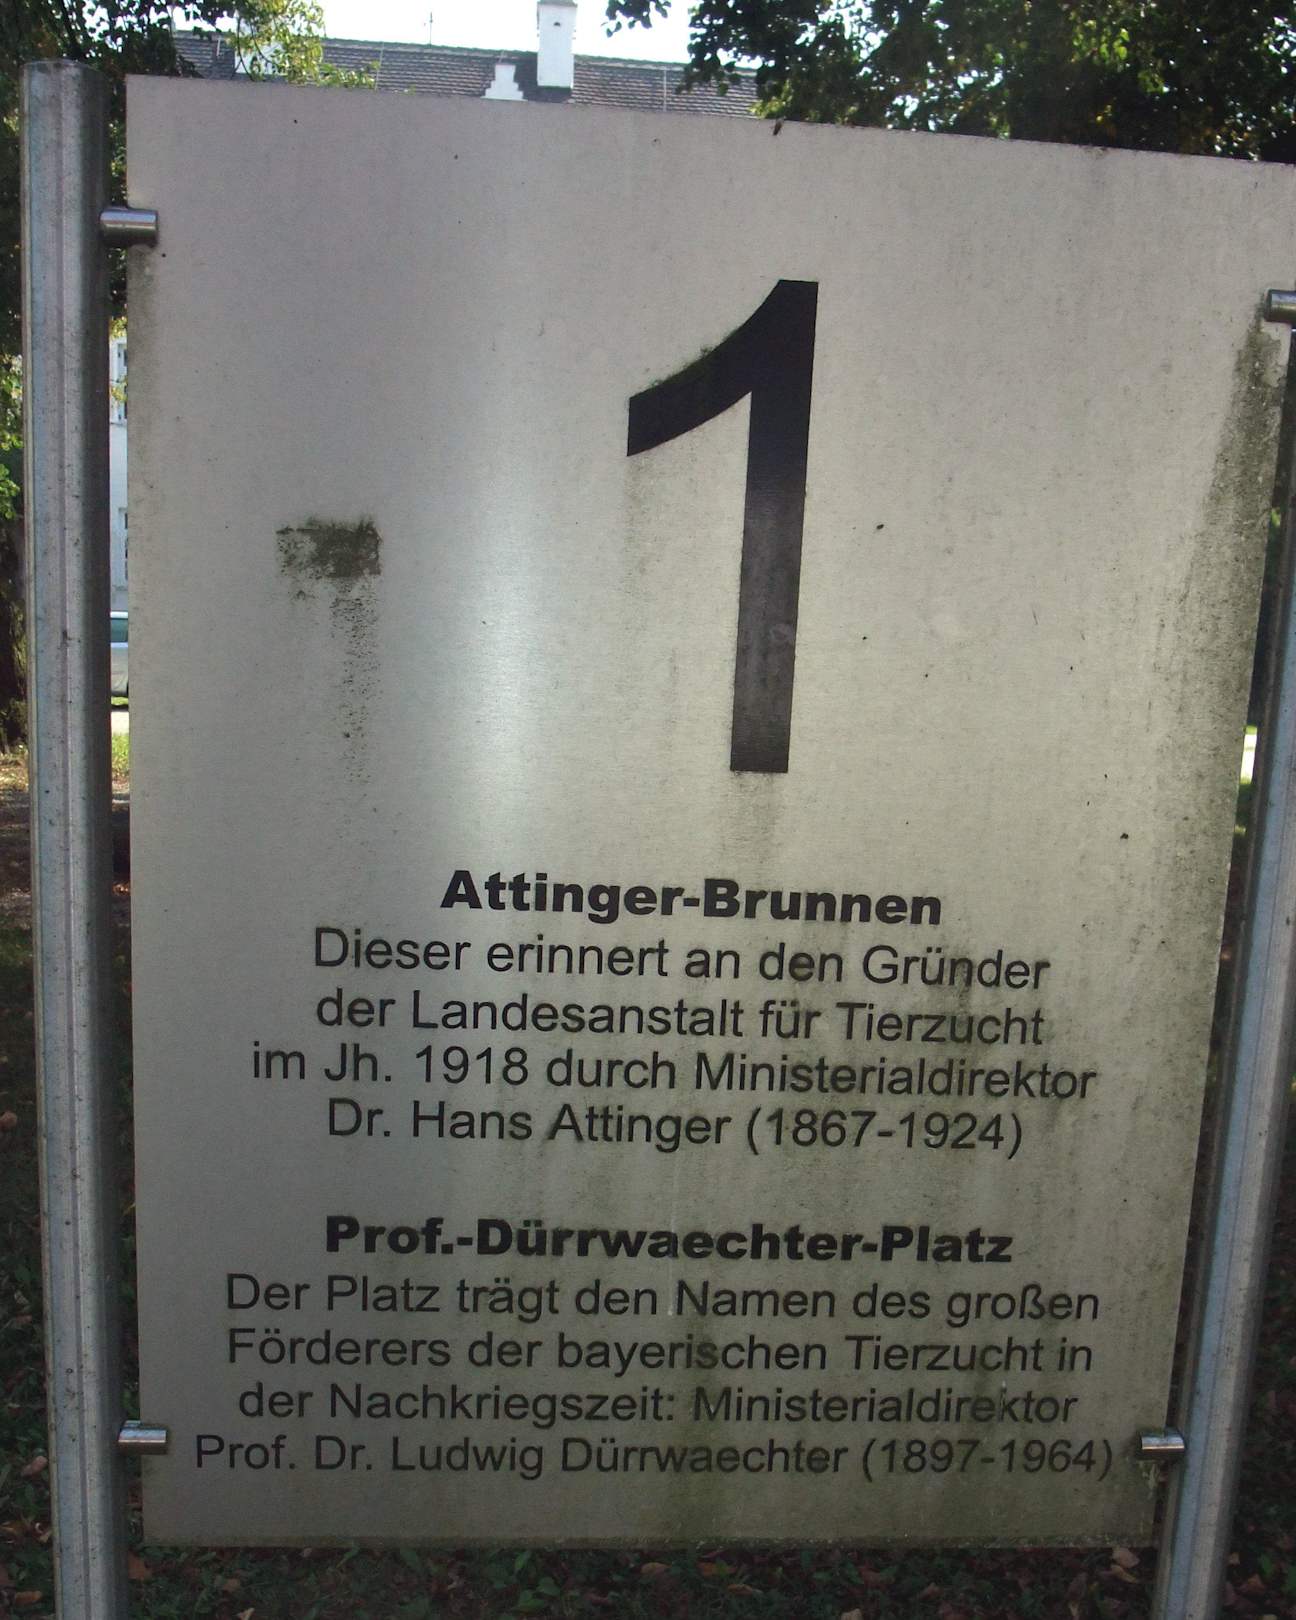 1
Attinger-Brunnen
Dieser erinnert an den Gründer
der Landesanstalt für Tierzucht
im Jh. 1918 durch Ministerialdirektor
Dr. Hans Attinger (1867-1924)
Prof.-Dürrwaechter-Platz
Der Platz trägt den Namen des großen
Förderers der bayerischen Tierzucht in
der Nachkriegszeit: Ministerialdirektor
Prof. Dr. Ludwig Dürrwaechter (1897-1964)